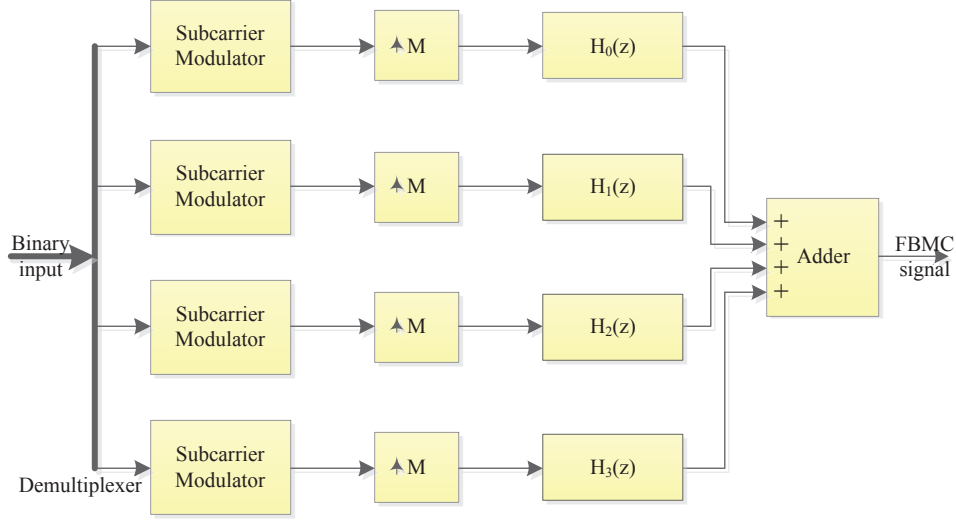 Subcarrier
Modulator
M
H₀(z)
Subcarrier
Modulator
M
H₁(z)
Binary
input
+
+
+
+
Adder
FBMC
signal
Subcarrier
Modulator
M
H₂(z)
Subcarrier
Modulator
M
H₃(z)
Demultiplexer